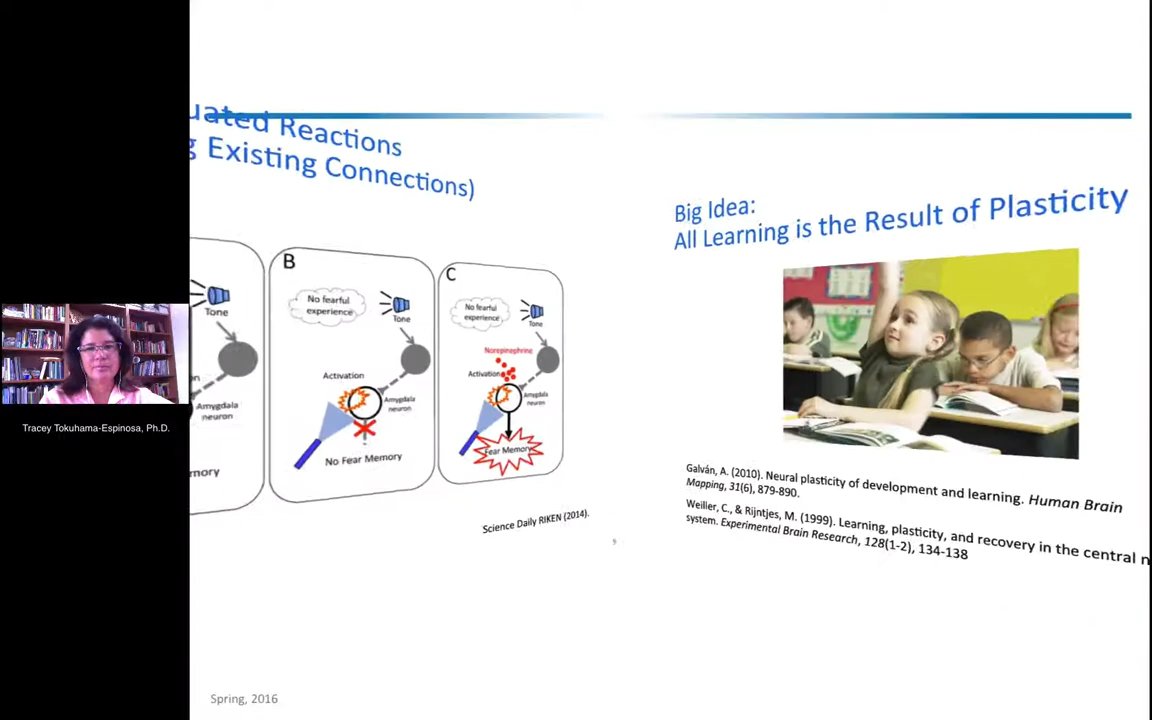 uated Reactions
g Existing Connections)
Tone
Amygdala
neuron
B
No fearful
experience
Tone
Activation
Amygdala
neuron
No Fear Memory
C
No fearful
experience
Tone
Norepinephrine
Activation
Amygdala
neuron
Fear Memory
Science Daily RIKEN (2014).
Big Idea:
All Learning is the Result of Plasticity
Galván, A. (2010). Neural plasticity of development and learning. Human Brain
Mapping, 31(6), 879-890.
Weiller, C., & Rijntjes, M. (1999). Learning, plasticity, and recovery in the central n
system. Experimental Brain Research, 128(1-2), 134-138
Tracey Tokuhama-Espinosa, Ph.D.
Spring, 2016